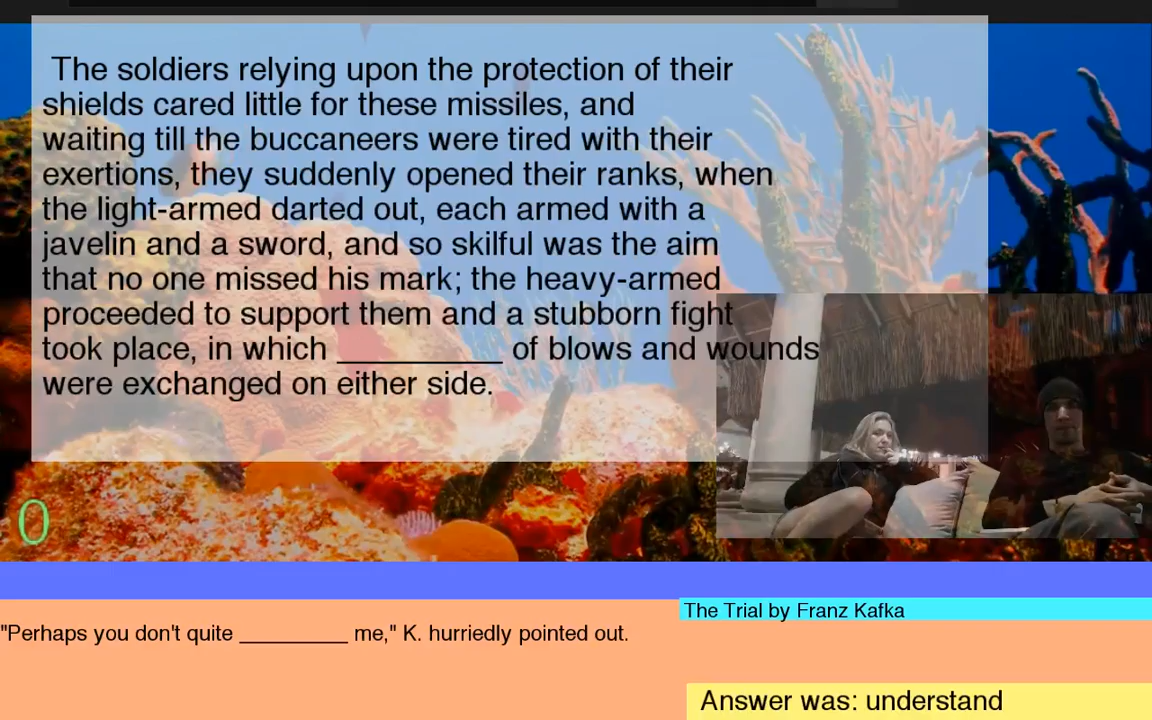 The soldiers relying upon the protection of their
shields cared little for these missiles, and
waiting till the buccaneers were tired with their
exertions, they suddenly opened their ranks, when
the light-armed darted out, each armed with a
javelin and a sword, and so skilful was the aim
that no one missed his mark; the heavy-armed
proceeded to support them and a stubborn fight
took place, in which __________ of blows and wounds
were exchanged on either side.
0
The Trial by Franz Kafka
"Perhaps you don't quite __________ me," K. hurriedly pointed out.
Answer was: understand